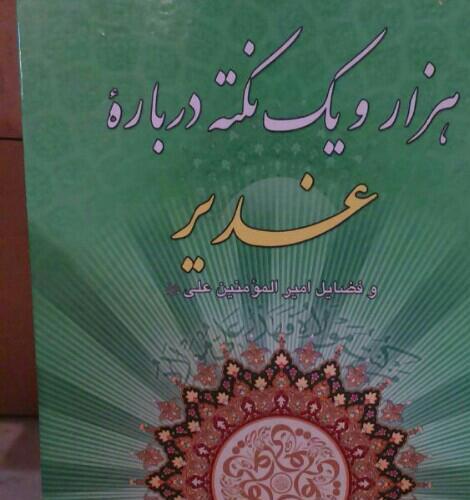 هزار و یک نکته دربارهٔ
غدیر
و فضایل امیر المؤمنین علی